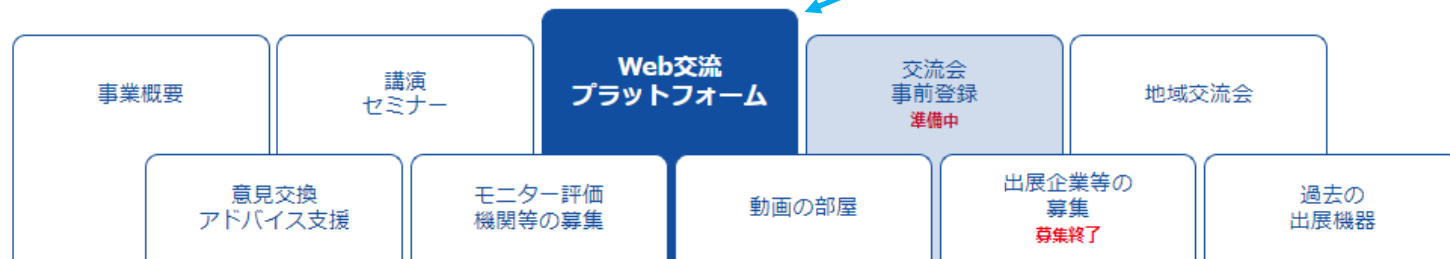 事業概要
講演
セミナー
Web交流
プラットフォーム
交流会
事前登録
準備中
地域交流会
意見交換
アドバイス支援
モニター評価
機関等の募集
動画の部屋
出展企業等の
募集
募集終了
過去の
出展機器